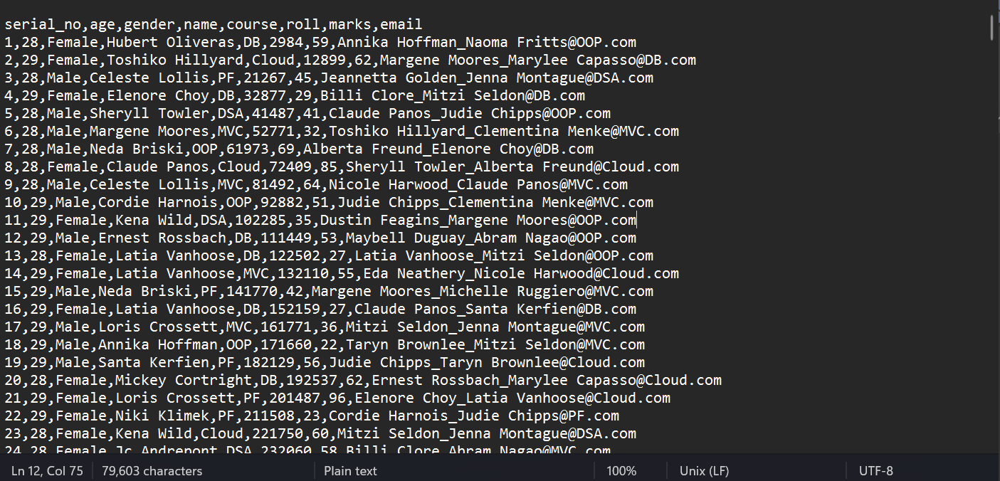 serial_no,age,gender,name,course,roll,marks,email
1,28,Female,Hubert Oliveras,DB,2984,59,Annika Hoffman_Naoma Fritts@OOP.com
2,29,Female,Toshiko Hillyard,Cloud,12899,62,Margene Moores_Marylee Capasso@DB.com
3,28,Male,Celeste Lollis,PF,21267,45,Jeannetta Golden_Jenna Montague@DSA.com
4,29,Female,Elenore Choy,DB,32877,29,Billi Clore_Mitzi Seldon@DB.com
5,28,Male,Sheryll Towler,DSA,41487,41,Claude Panos_Judie Chipps@OOP.com
6,28,Male,Margene Moores,MVC,52771,32,Toshiko Hillyard_Clementina Menke@MVC.com
7,28,Male,Neda Briski,OOP,61973,69,Alberta Freund_Elenore Choy@DB.com
8,28,Female,Claude Panos,Cloud,72409,85,Sheryll Towler_Alberta Freund@Cloud.com
9,28,Male,Celeste Lollis,MVC,81492,64,Nicole Harwood_Claude Panos@MVC.com
10,29,Male,Cordie Harnois,OOP,92882,51,Judie Chipps_Clementina Menke@MVC.com
11,29,Female,Kena Wild,DSA,102285,35,Dustin Feagins_Margene Moores@OOP.com
12,29,Male,Ernest Rossbach,DB,111449,53,Maybell Duguay_Abram Nagao@OOP.com
13,28,Female,Latia Vanhoose,DB,122502,27,Latia Vanhoose_Mitzi Seldon@OOP.com
14,29,Female,Latia Vanhoose,MVC,132110,55,Eda Neathery_Nicole Harwood@Cloud.com
15,29,Male,Neda Briski,PF,141770,42,Margene Moores_Michelle Ruggiero@MVC.com
16,29,Female,Latia Vanhoose,DB,152159,27,Claude Panos_Santa Kerfien@DB.com
17,29,Male,Loris Crossett,MVC,161771,36,Mitzi Seldon_Jenna Montague@MVC.com
18,29,Male,Annika Hoffman,OOP,171660,22,Taryn Brownlee_Mitzi Seldon@MVC.com
19,29,Male,Santa Kerfien,PF,182129,56,Judie Chipps_Taryn Brownlee@Cloud.com
20,28,Female,Mickey Cortright,DB,192537,62,Ernest Rossbach_Marylee Capasso@Cloud.com
21,29,Female,Loris Crossett,PF,201487,96,Elenore Choy_Latia Vanhoose@Cloud.com
22,29,Female,Niki Klimek,PF,211508,23,Cordie Harnois_Judie Chipps@PF.com
23,28,Female,Kena Wild,Cloud,221750,60,Mitzi Seldon_Jenna Montague@DSA.com
24,28,Female,Jc Andrepont,DSA,232060,58,Billi Clore_Abram Nagao@MVC.com
Ln 12, Col 75 79,603 characters Plain text 100% Unix (LF) UTF-8